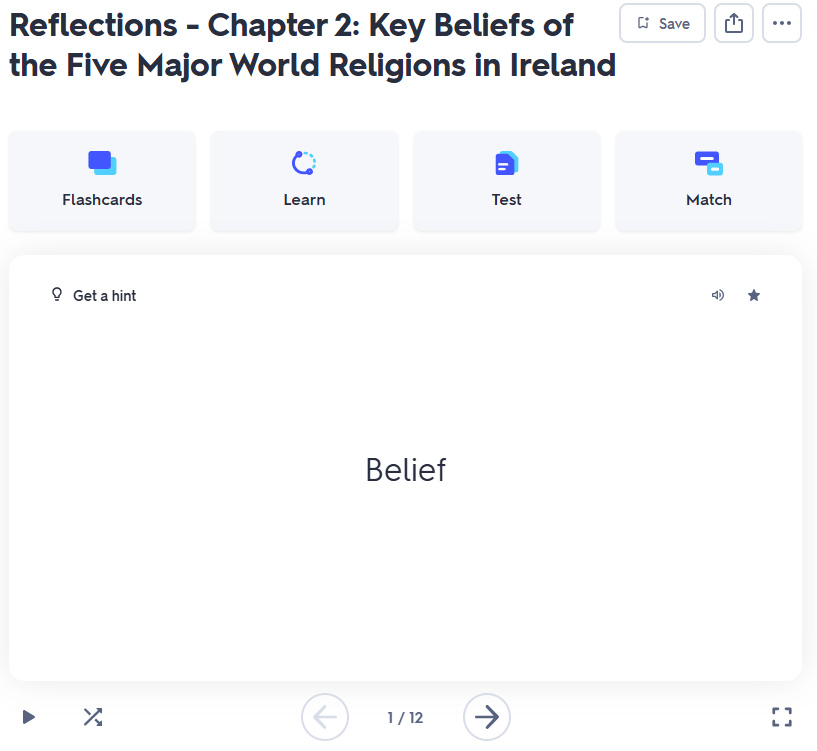 Reflections - Chapter 2: Key Beliefs of
the Five Major World Religions in Ireland
Save
Flashcards
Learn
Test
Match
Get a hint
Belief
1 / 12